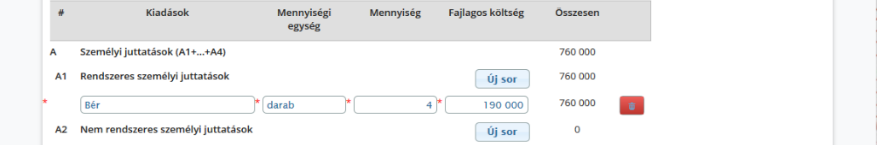 # Kiadások Mennyiségi egység Mennyiség Fajlagos költség Összesen
A Személyi juttatások (A1+...+A4) 760 000
A1 Rendszeres személyi juttatások Új sor 760 000
* Bér * darab * 4 * 190 000 760 000
A2 Nem rendszeres személyi juttatások Új sor 0